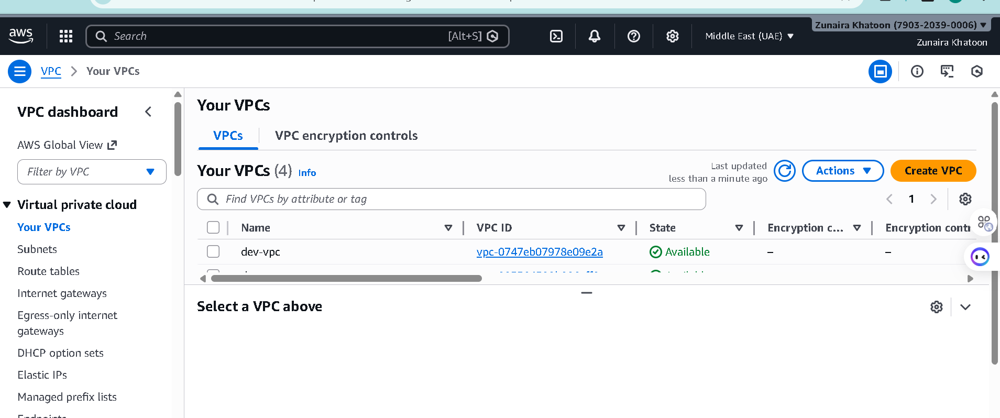 aws
Search
[Alt+S]
Middle East (UAE)
Zunaira Khatoon (7903-2039-0006)
Zunaira Khatoon
VPC
Your VPCs
VPC dashboard
AWS Global View
Filter by VPC
Virtual private cloud
Your VPCs
Subnets
Route tables
Internet gateways
Egress-only internet
gateways
DHCP option sets
Elastic IPs
Managed prefix lists
Endpoints
Your VPCs
VPCs
VPC encryption controls
Your VPCs (4) Info
Last updated
less than a minute ago
Actions
Create VPC
Find VPCs by attribute or tag
1
Name
VPC ID
State
Encryption c...
Encryption contr
dev-vpc
vpc-0747eb07978e09e2a
Available
–
–
Select a VPC above